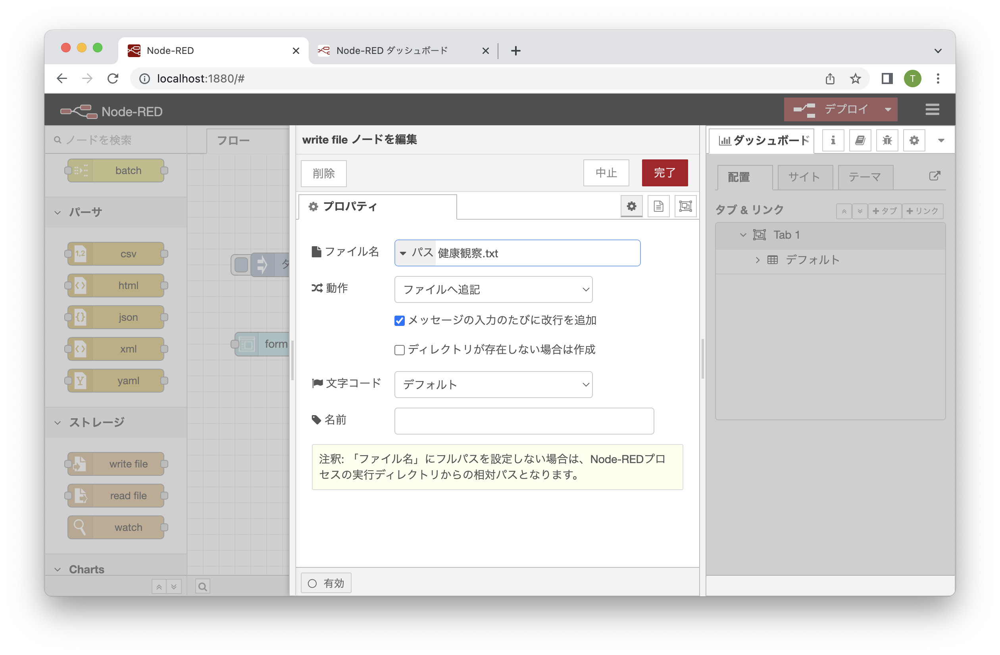 Node-RED
Node-RED ダッシュボード
localhost:1880/#
T
Node-RED
デプロイ
ノードを検索
batch
パーサ
1,2 csv
html
json
xml
Y yaml
ストレージ
write file
read file
watch
Charts
フロー
タ
form
write file ノードを編集
削除
中止
完了
プロパティ
ファイル名
パス 健康観察.txt
動作
ファイルへ追記
メッセージの入力のたびに改行を追加
ディレクトリが存在しない場合は作成
文字コード
デフォルト
名前
注釈: 「ファイル名」にフルパスを設定しない場合は、Node-REDプロ
セスの実行ディレクトリからの相対パスとなります。
有効
ダッシュボード
配置
サイト
テーマ
タブ & リンク
タブ
リンク
Tab 1
デフォルト